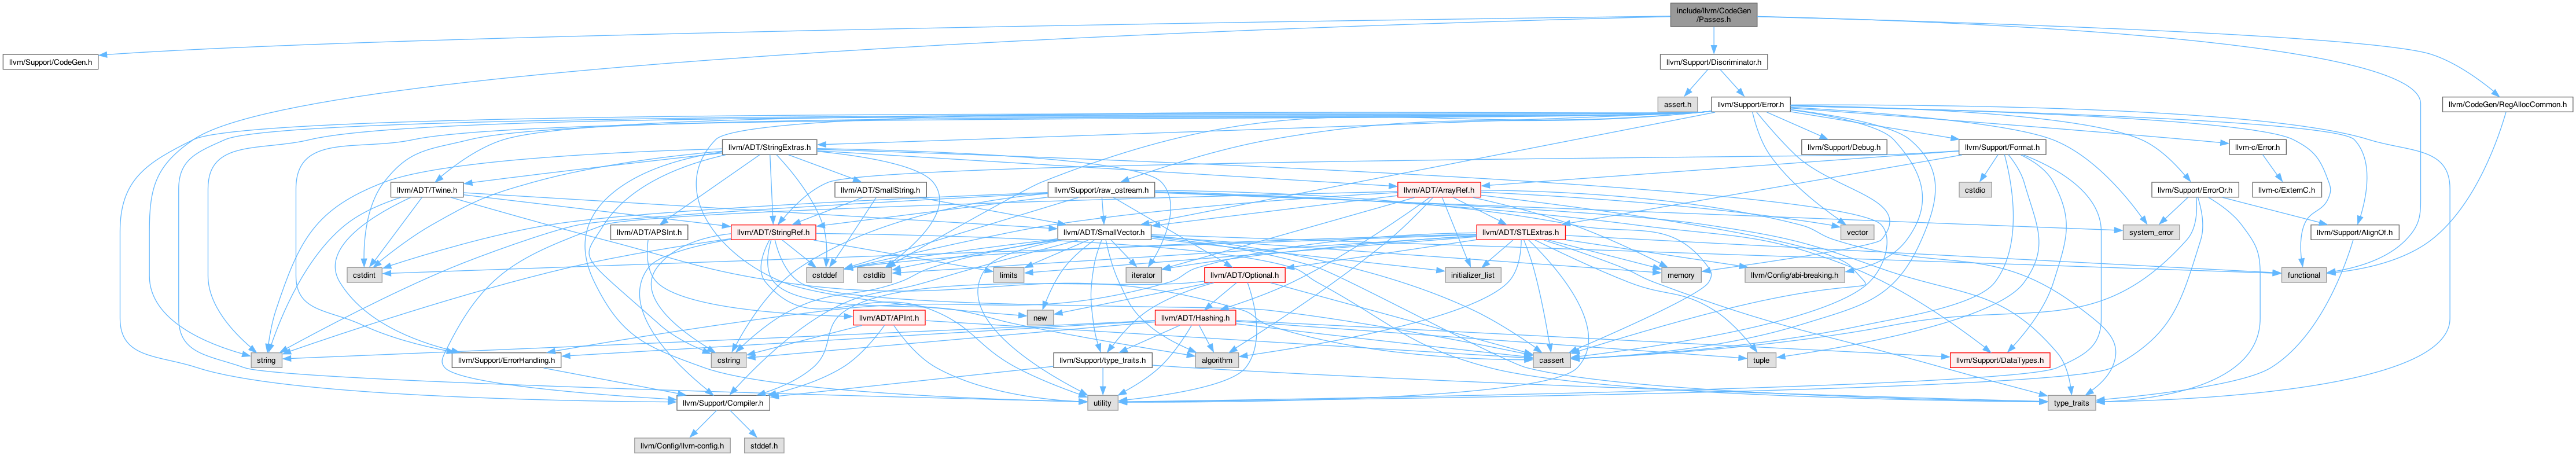 include/llvm/CodeGen
/Passes.h
llvm/Support/CodeGen.h
llvm/Support/Discriminator.h
assert.h
llvm/Support/Error.h
llvm/CodeGen/RegAllocCommon.h
llvm/ADT/StringExtras.h
llvm/Support/Debug.h
llvm/Support/Format.h
llvm-c/Error.h
llvm/ADT/Twine.h
llvm/ADT/SmallString.h
llvm/Support/raw_ostream.h
llvm/ADT/ArrayRef.h
cstdio
llvm/Support/ErrorOr.h
llvm-c/ExternC.h
llvm/ADT/APSInt.h
llvm/ADT/StringRef.h
llvm/ADT/SmallVector.h
llvm/ADT/STLExtras.h
vector
system_error
llvm/Support/AlignOf.h
cstdint
cstddef
cstdlib
limits
iterator
llvm/ADT/Optional.h
initializer_list
memory
llvm/Config/abi-breaking.h
functional
new
llvm/ADT/APInt.h
llvm/ADT/Hashing.h
string
llvm/Support/ErrorHandling.h
cstring
llvm/Support/type_traits.h
algorithm
cassert
tuple
llvm/Support/DataTypes.h
llvm/Support/Compiler.h
utility
type_traits
llvm/Config/llvm-config.h
stddef.h